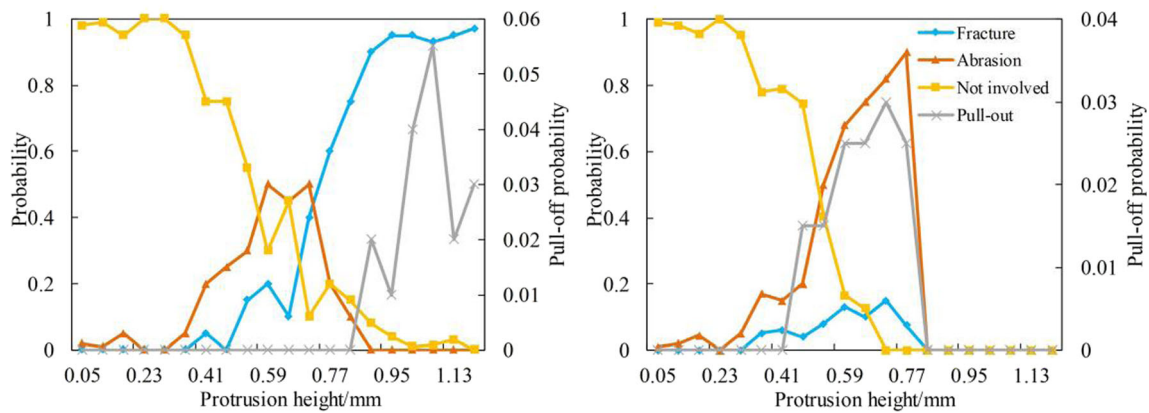 1
0.8
0.6
0.4
0.2
0
Probability
0.06
0.05
0.04
0.03
0.02
0.01
0
Pull-off probability
0.05 0.23 0.41 0.59 0.77 0.95 1.13
Protrusion height/mm
1
0.8
0.6
0.4
0.2
0
Probability
Fracture
Abrasion
Not involved
Pull-out
0.04
0.03
0.02
0.01
0
Pull-off probability
0.05 0.23 0.41 0.59 0.77 0.95 1.13
Protrusion height/mm